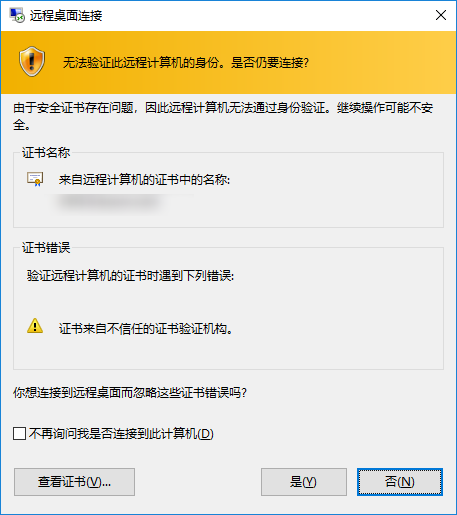 远程桌面连接
无法验证此远程计算机的身份。是否仍要连接?
由于安全证书存在问题，因此远程计算机无法通过身份验证。继续操作可能不安
全。
证书名称
来自远程计算机的证书中的名称:
证书错误
验证远程计算机的证书时遇到下列错误:
证书来自不信任的证书验证机构。
你想连接到远程桌面而忽略这些证书错误吗?
不再询问我是否连接到此计算机(D)
查看证书(V)... 是(Y) 否(N)